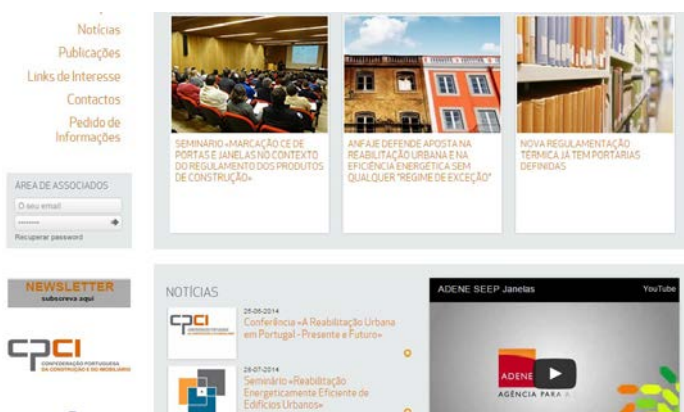 Notícias
Publicações
Links de Interesse
Contactos
Pedido de
Informações
ÁREA DE ASSOCIADOS
O seu email
Recuperar password
NEWSLETTER
subscreva aqui
cpci
CONFEDERAÇÃO PORTUGUESA
DA CONSTRUÇÃO E DO IMOBILIÁRIO
SEMINÁRIO «MARCAÇÃO CE DE
PORTAS E JANELAS NO CONTEXTO
DO REGULAMENTO DOS PRODUTOS
DE CONSTRUÇÃO»
ANFAJE DEFENDE APOSTA NA
REABILITAÇÃO URBANA E NA
EFICIÊNCIA ENERGÉTICA SEM
QUALQUER "REGIME DE EXCEÇÃO"
NOVA REGULAMENTAÇÃO
TÉRMICA JÁ TEM PORTARIAS
DEFINIDAS
NOTÍCIAS
cpci
25-06-2014
Conferência «A Reabilitação Urbana
em Portugal - Presente e Futuro»
28-07-2014
Seminário «Reabilitação
Energeticamente Eficiente de
Edifícios Urbanos»
ADENE SEEP Janelas
YouTube
ADENE
AGÊNCIA PARA A